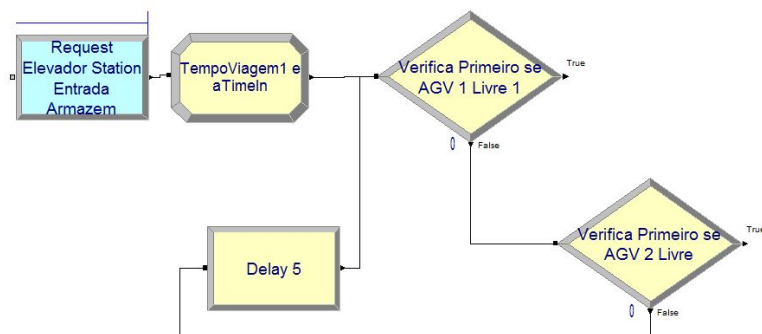 Request
Elevador Station
Entrada
Armazem
TempoViagem1 e
aTimeIn
Verifica Primeiro se
AGV 1 Livre 1
True
0
False
Delay 5
Verifica Primeiro se
AGV 2 Livre
True
0
False